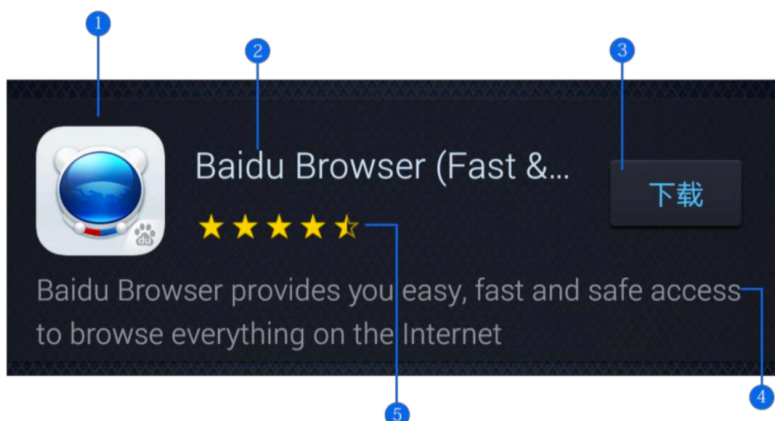 1
2
3
Baidu Browser (Fast &...
下载
du
Baidu Browser provides you easy, fast and safe access
to browse everything on the Internet
4
5